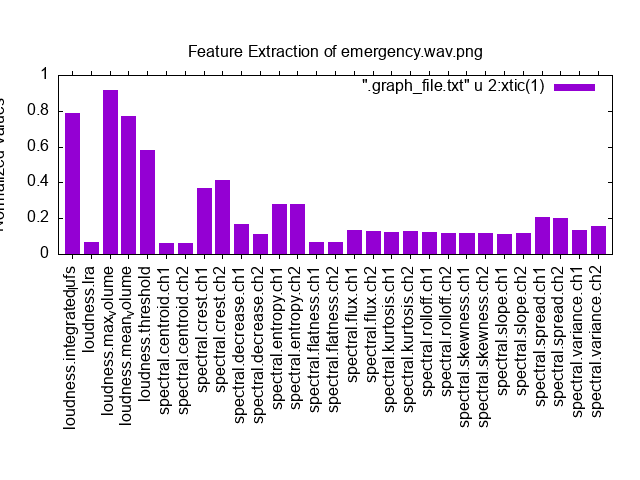 Feature Extraction of emergency.wav.png
".graph_file.txt" u 2:xtic(1)
Normalized Values
1
0.8
0.6
0.4
0.2
0
loudness.integratedlufs
loudness.lra
loudness.maxvolume
loudness.meanvolume
loudness.threshold
spectral.centroid.ch1
spectral.centroid.ch2
spectral.crest.ch1
spectral.crest.ch2
spectral.decrease.ch1
spectral.decrease.ch2
spectral.entropy.ch1
spectral.entropy.ch2
spectral.flatness.ch1
spectral.flatness.ch2
spectral.flux.ch1
spectral.flux.ch2
spectral.kurtosis.ch1
spectral.kurtosis.ch2
spectral.rolloff.ch1
spectral.rolloff.ch2
spectral.skewness.ch1
spectral.skewness.ch2
spectral.slope.ch1
spectral.slope.ch2
spectral.spread.ch1
spectral.spread.ch2
spectral.variance.ch1
spectral.variance.ch2